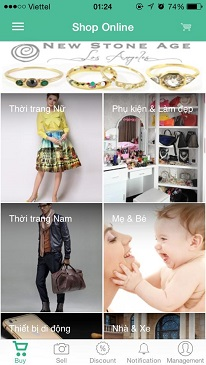 Viettel 01:24 74%
Shop Online
NEW STONE AGE
Los Angeles
Thời trang Nữ
Phụ kiện & Làm đẹp
Thời trang Nam
Mẹ & Bé
Thiết bị di động
Nhà & Xe
Buy Sell Discount Notification Management